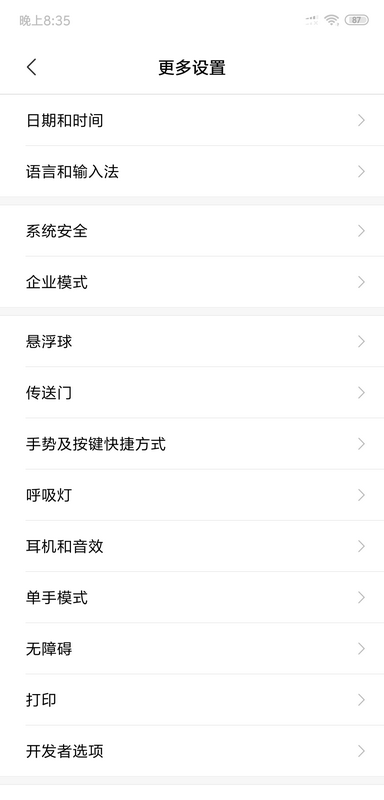 晚上8:35
87
更多设置
日期和时间
语言和输入法
系统安全
企业模式
悬浮球
传送门
手势及按键快捷方式
呼吸灯
耳机和音效
单手模式
无障碍
打印
开发者选项